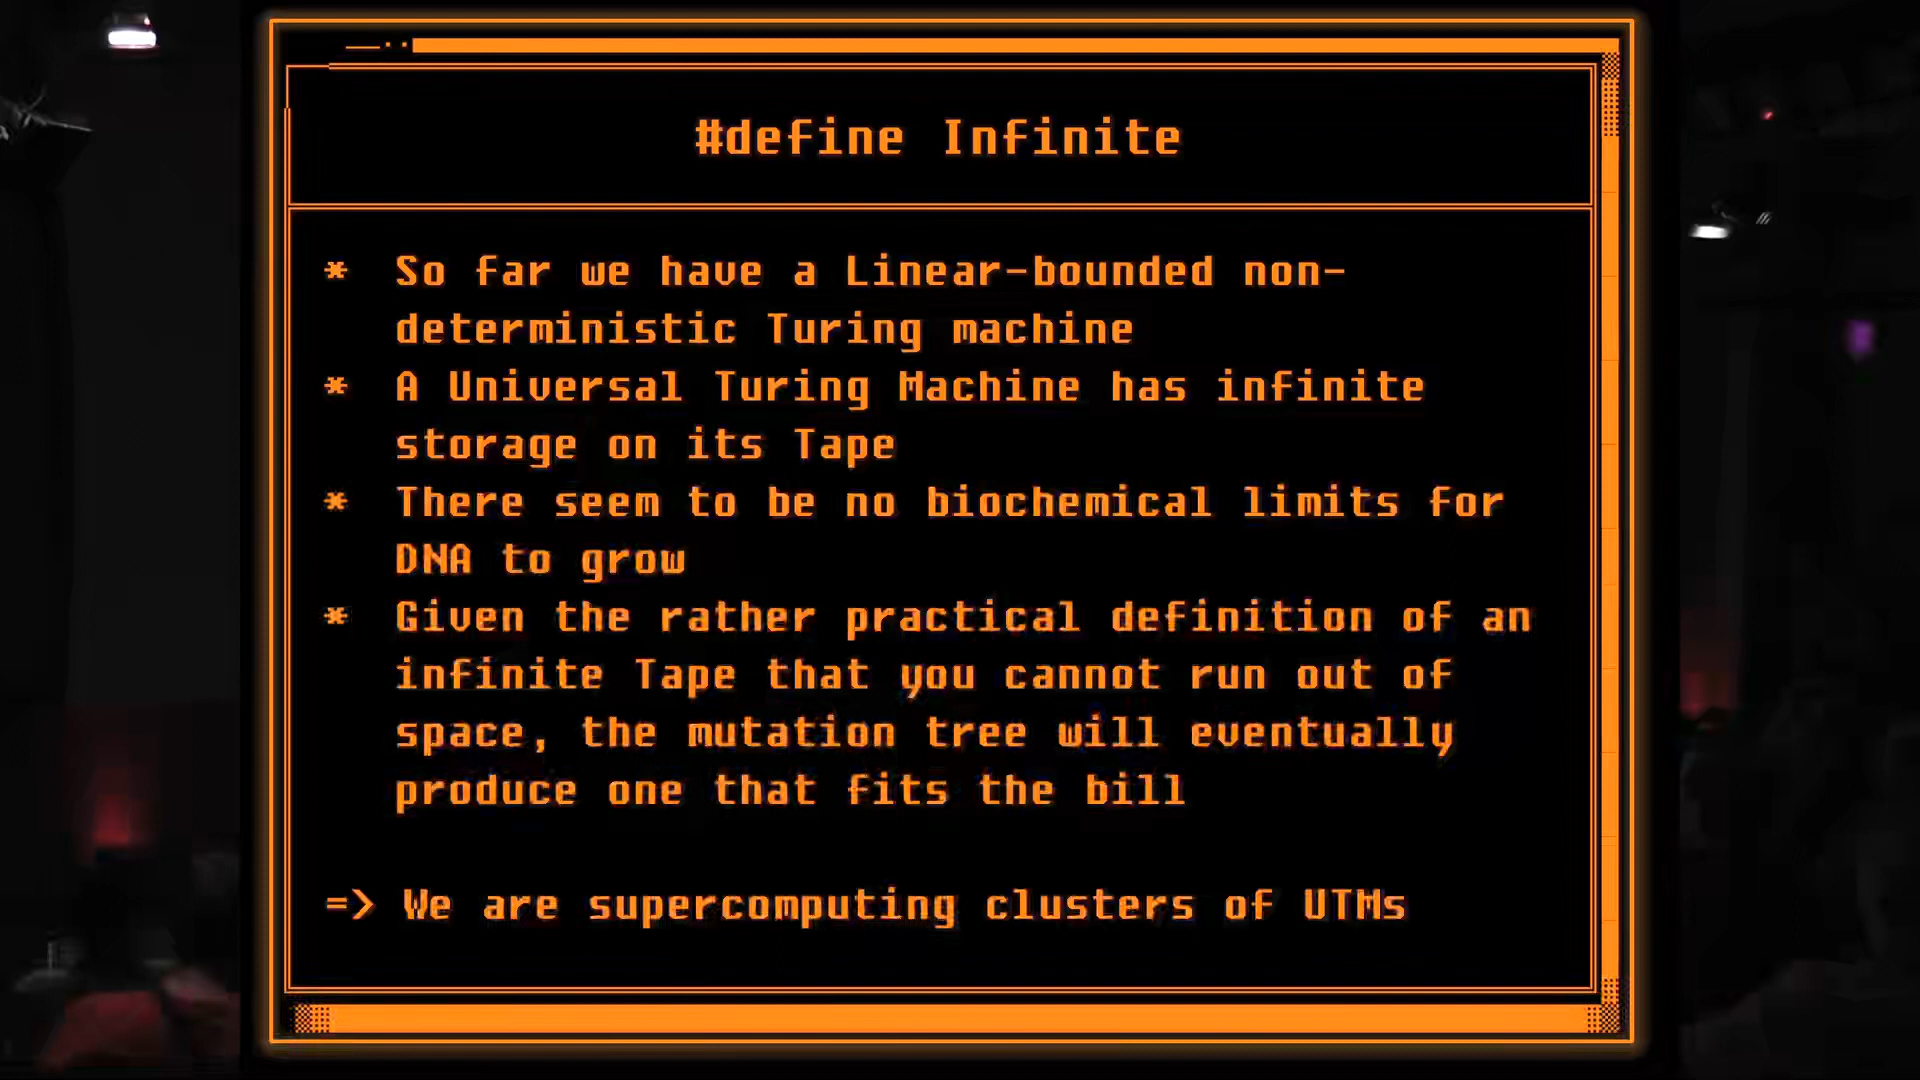 #define Infinite
* So far we have a Linear-bounded non-
deterministic Turing machine
* A Universal Turing Machine has infinite
storage on its Tape
* There seem to be no biochemical limits for
DNA to grow
* Given the rather practical definition of an
infinite Tape that you cannot run out of
space, the mutation tree will eventually
produce one that fits the bill
=> We are supercomputing clusters of UTMs